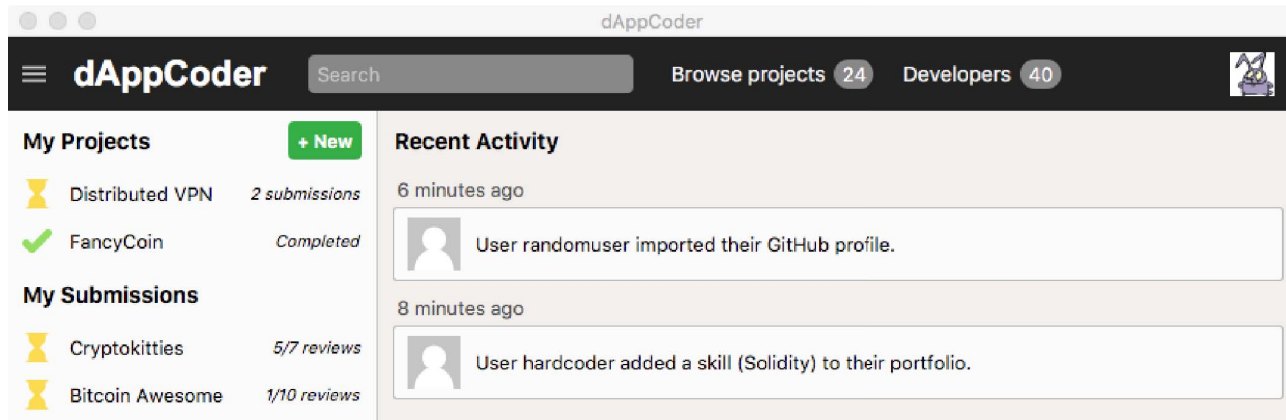 dAppCoder
dAppCoder Search Browse projects 24 Developers 40
My Projects + New
Distributed VPN 2 submissions
FancyCoin Completed
My Submissions
Cryptokitties 5/7 reviews
Bitcoin Awesome 1/10 reviews
Recent Activity
6 minutes ago
User randomuser imported their GitHub profile.
8 minutes ago
User hardcoder added a skill (Solidity) to their portfolio.